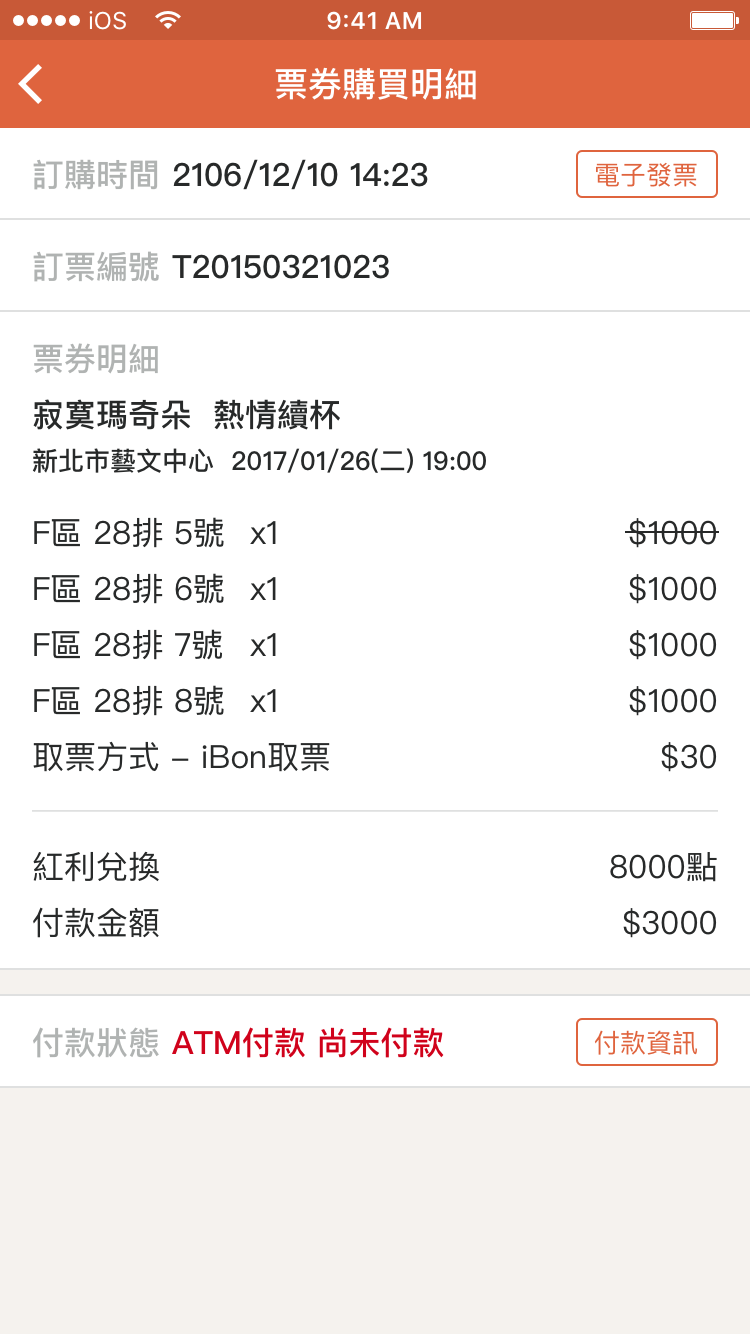 iOS 9:41 AM
票券購買明細
訂購時間 2106/12/10 14:23 電子發票
訂票編號 T20150321023
票券明細
寂寞瑪奇朵 熱情續杯
新北市藝文中心 2017/01/26(二) 19:00
F區 28排 5號 x1 $1000
F區 28排 6號 x1 $1000
F區 28排 7號 x1 $1000
F區 28排 8號 x1 $1000
取票方式 – iBon取票 $30
紅利兌換 8000點
付款金額 $3000
付款狀態 ATM付款 尚未付款 付款資訊